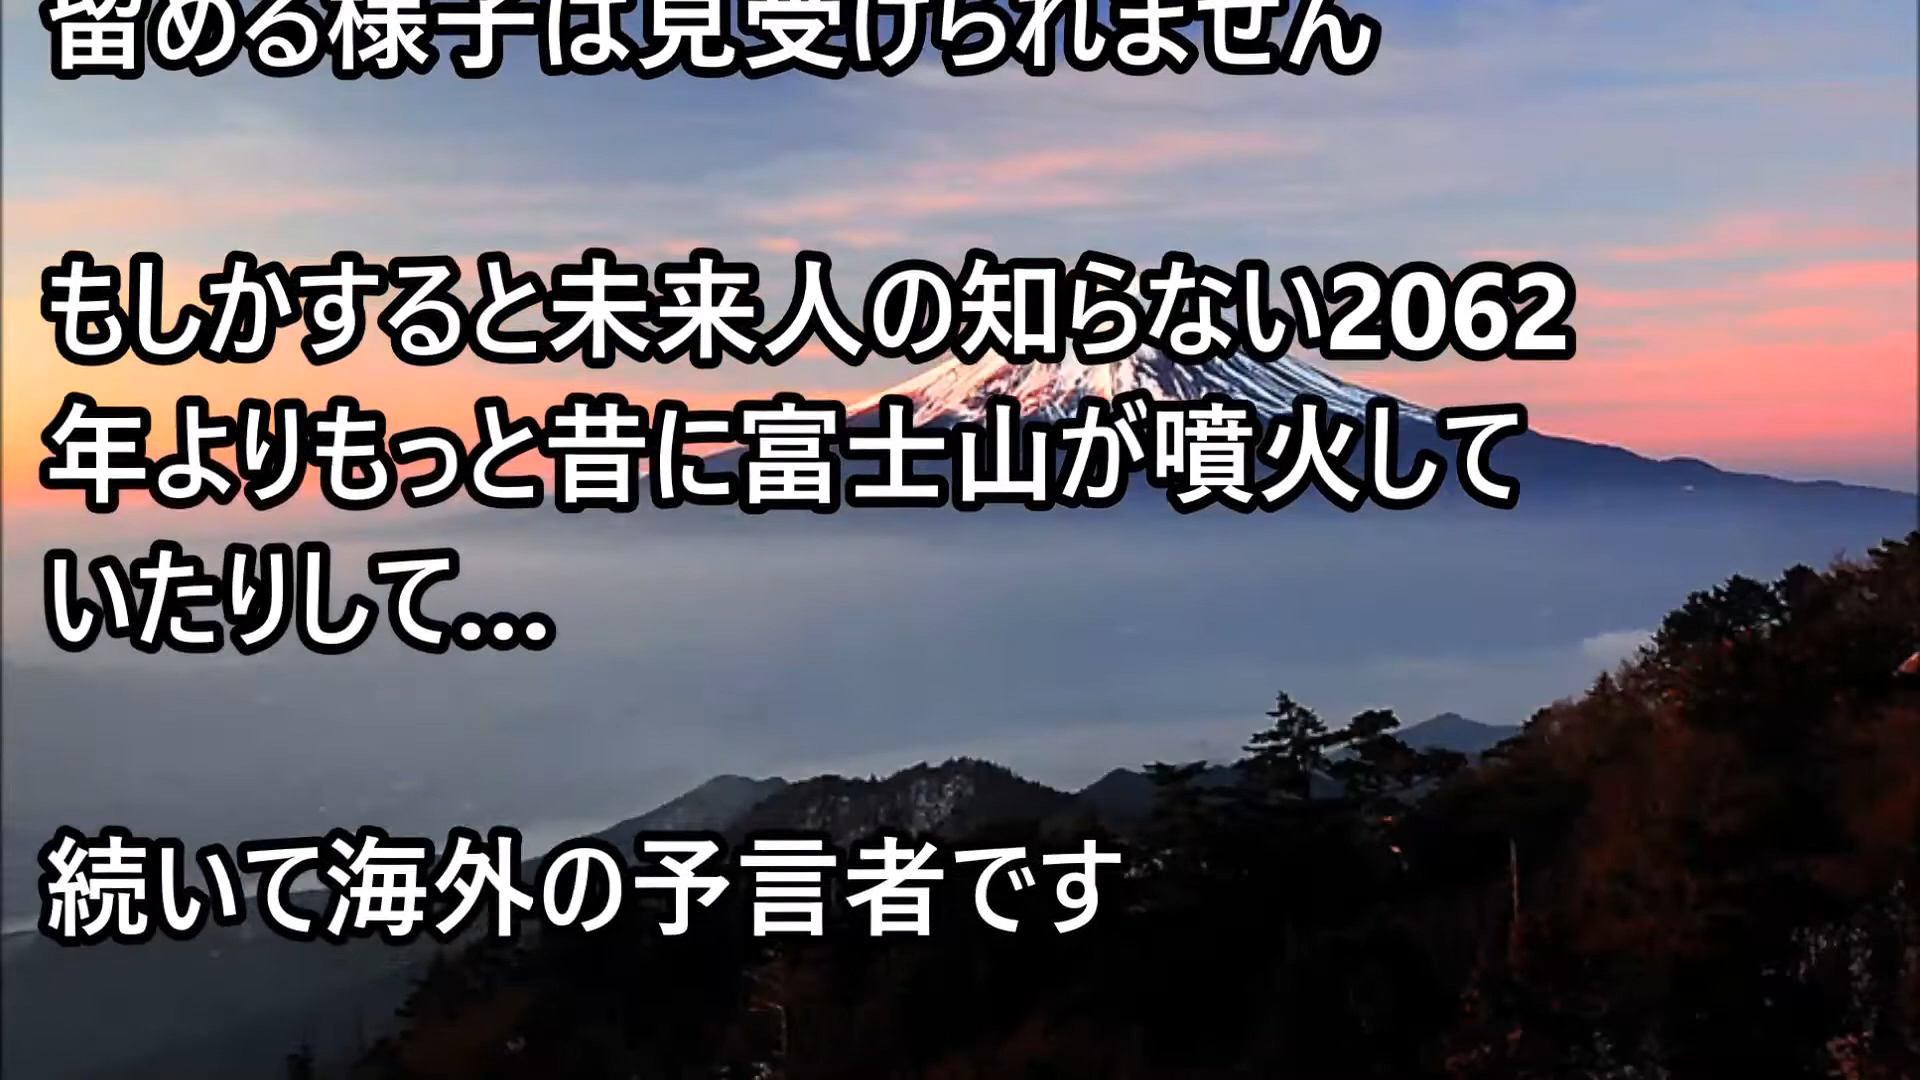 留める様子は見受けられません
もしかすると未来人の知らない2062
年よりもっと昔に富士山が噴火して
いたりして...
続いて海外の予言者です